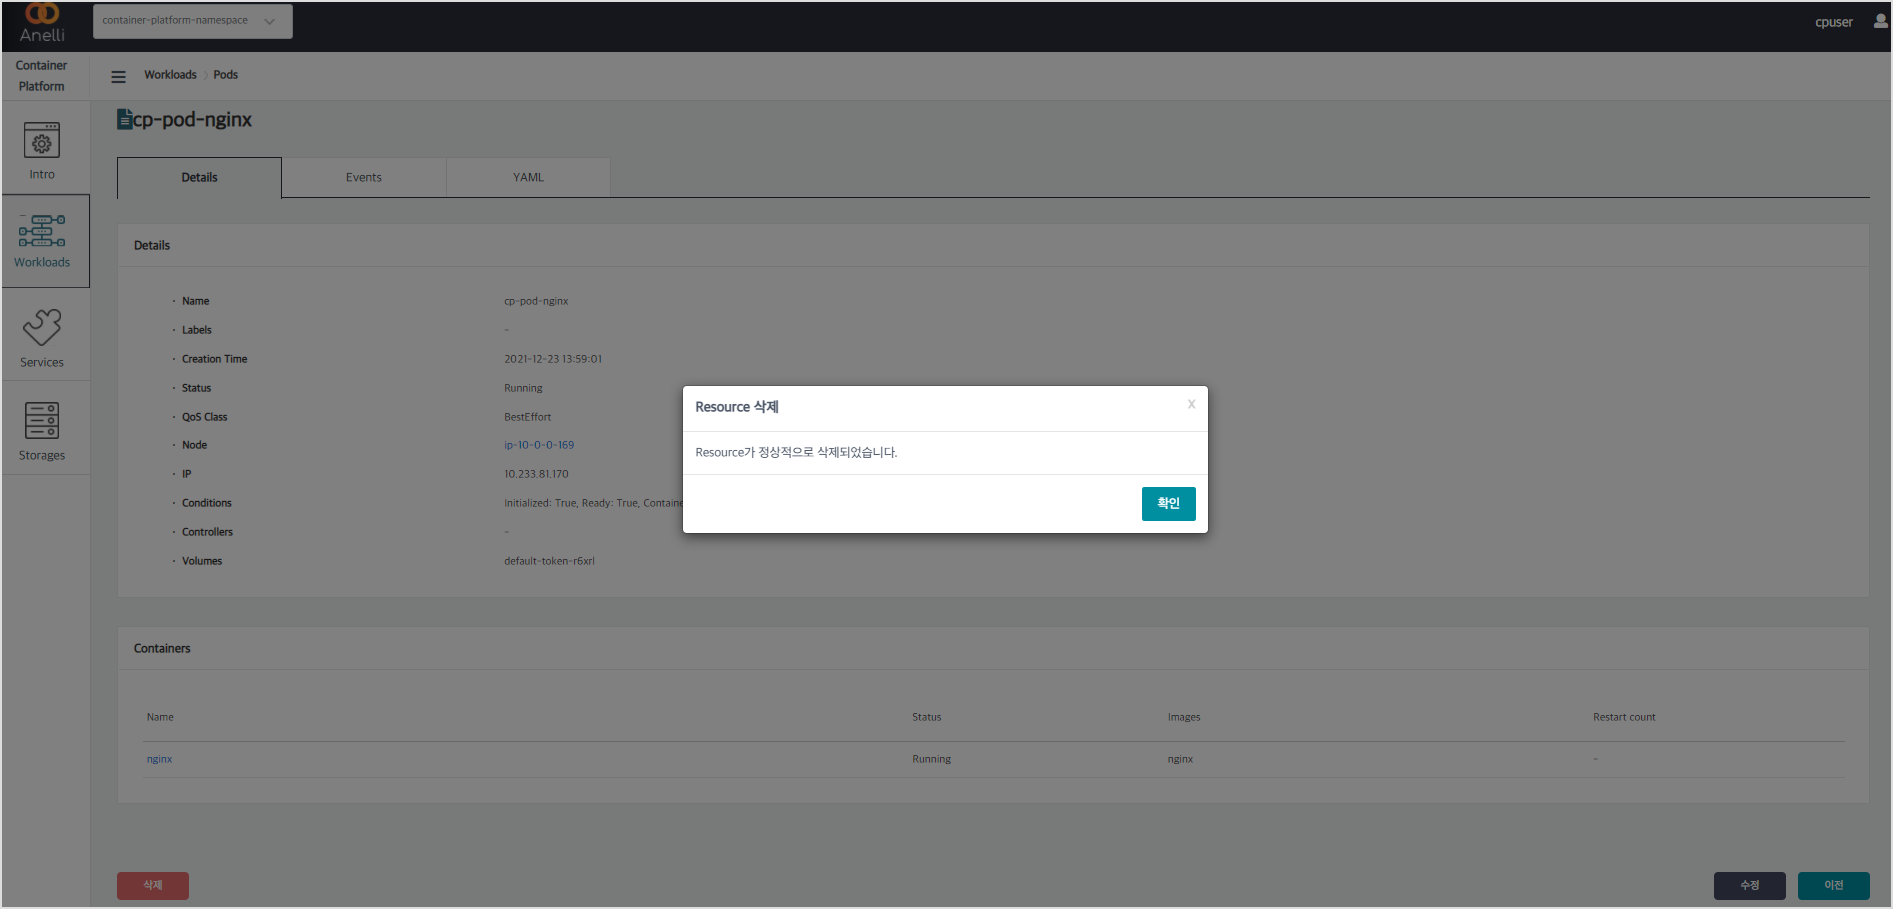 Anelli
container-platform-namespace
cpuser
Container
Platform
Workloads
Pods
cp-pod-nginx
Intro
Workloads
Services
Storages
Details
Events
YAML
Details
Name
cp-pod-nginx
Labels
-
Creation Time
2021-12-23 13:59:01
Status
Running
QoS Class
BestEffort
Node
ip-10-0-0-169
IP
10.233.81.170
Conditions
Initialized: True, Ready: True, Containe
Controllers
-
Volumes
default-token-r6xrl
Resource 삭제
x
Resource가 정상적으로 삭제되었습니다.
확인
Containers
Name Status Images Restart count
nginx Running nginx -
삭제
수정
이전